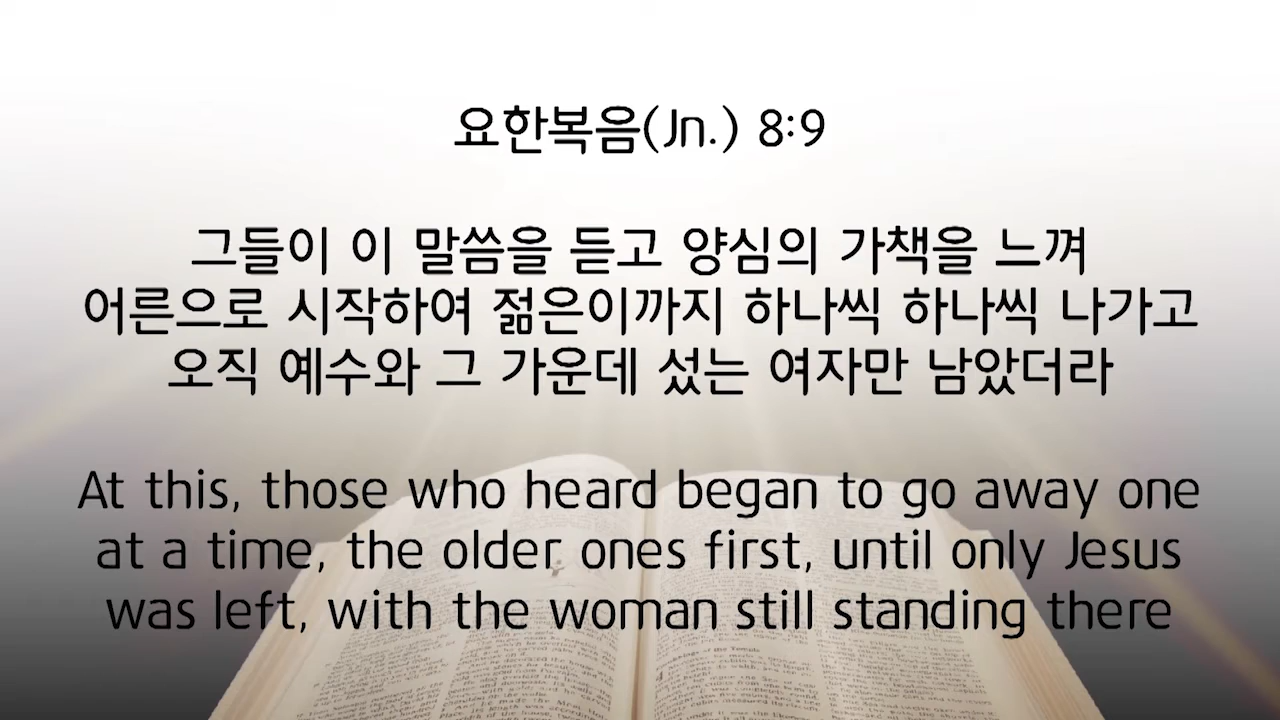 요한복음(Jn.) 8:9
그들이 이 말씀을 듣고 양심의 가책을 느껴
어른으로 시작하여 젊은이까지 하나씩 하나씩 나가고
오직 예수와 그 가운데 섰는 여자만 남았더라
At this, those who heard began to go away one
at a time, the older ones first, until only Jesus
was left, with the woman still standing there